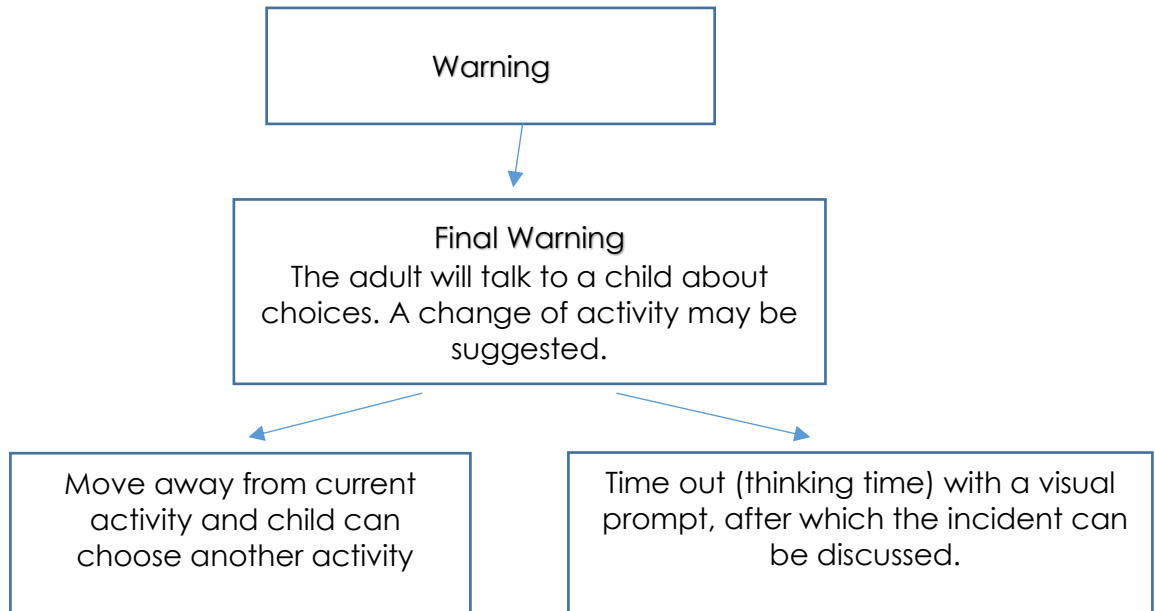 Warning
Final Warning
The adult will talk to a child about
choices. A change of activity may be
suggested.
Move away from current
activity and child can
choose another activity
Time out (thinking time) with a visual
prompt, after which the incident can
be discussed.